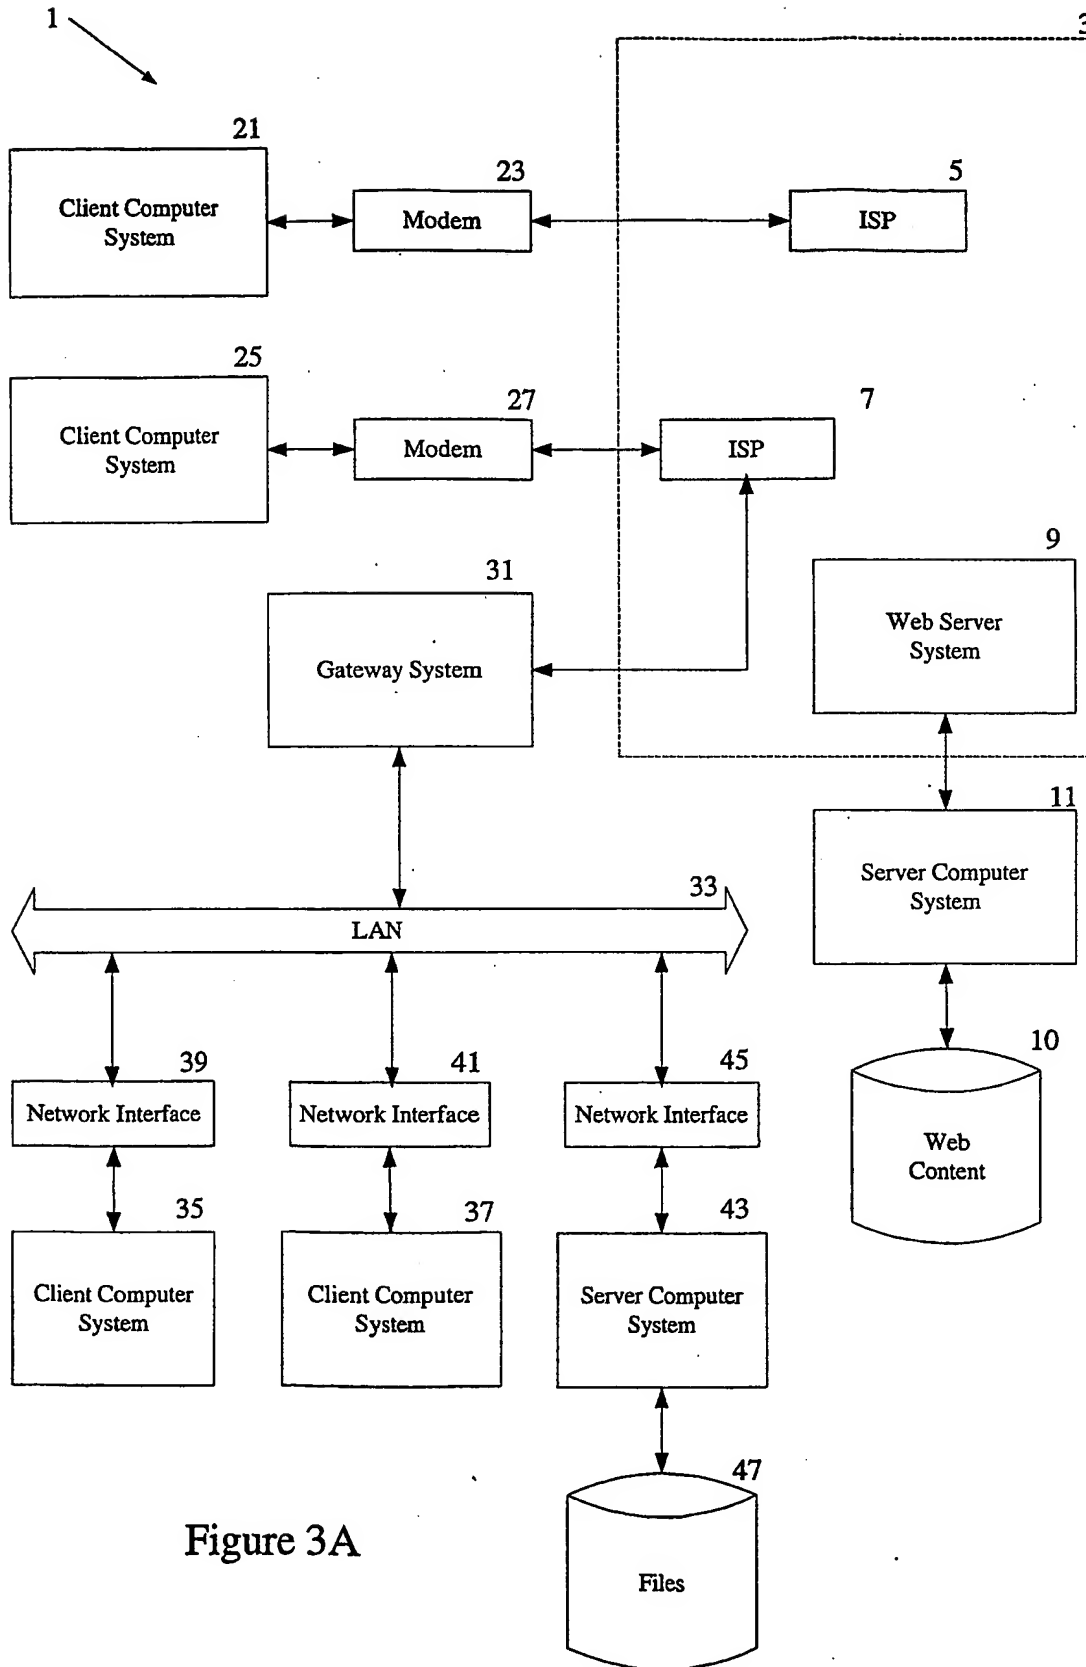 1
3
21
Client Computer
System
23
Modem
5
ISP
25
Client Computer
System
27
Modem
7
ISP
31
Gateway System
9
Web Server
System
11
Server Computer
System
33
LAN
10
Web
Content
39
Network Interface
41
Network Interface
45
Network Interface
35
Client Computer
System
37
Client Computer
System
43
Server Computer
System
47
Files
Figure 3A